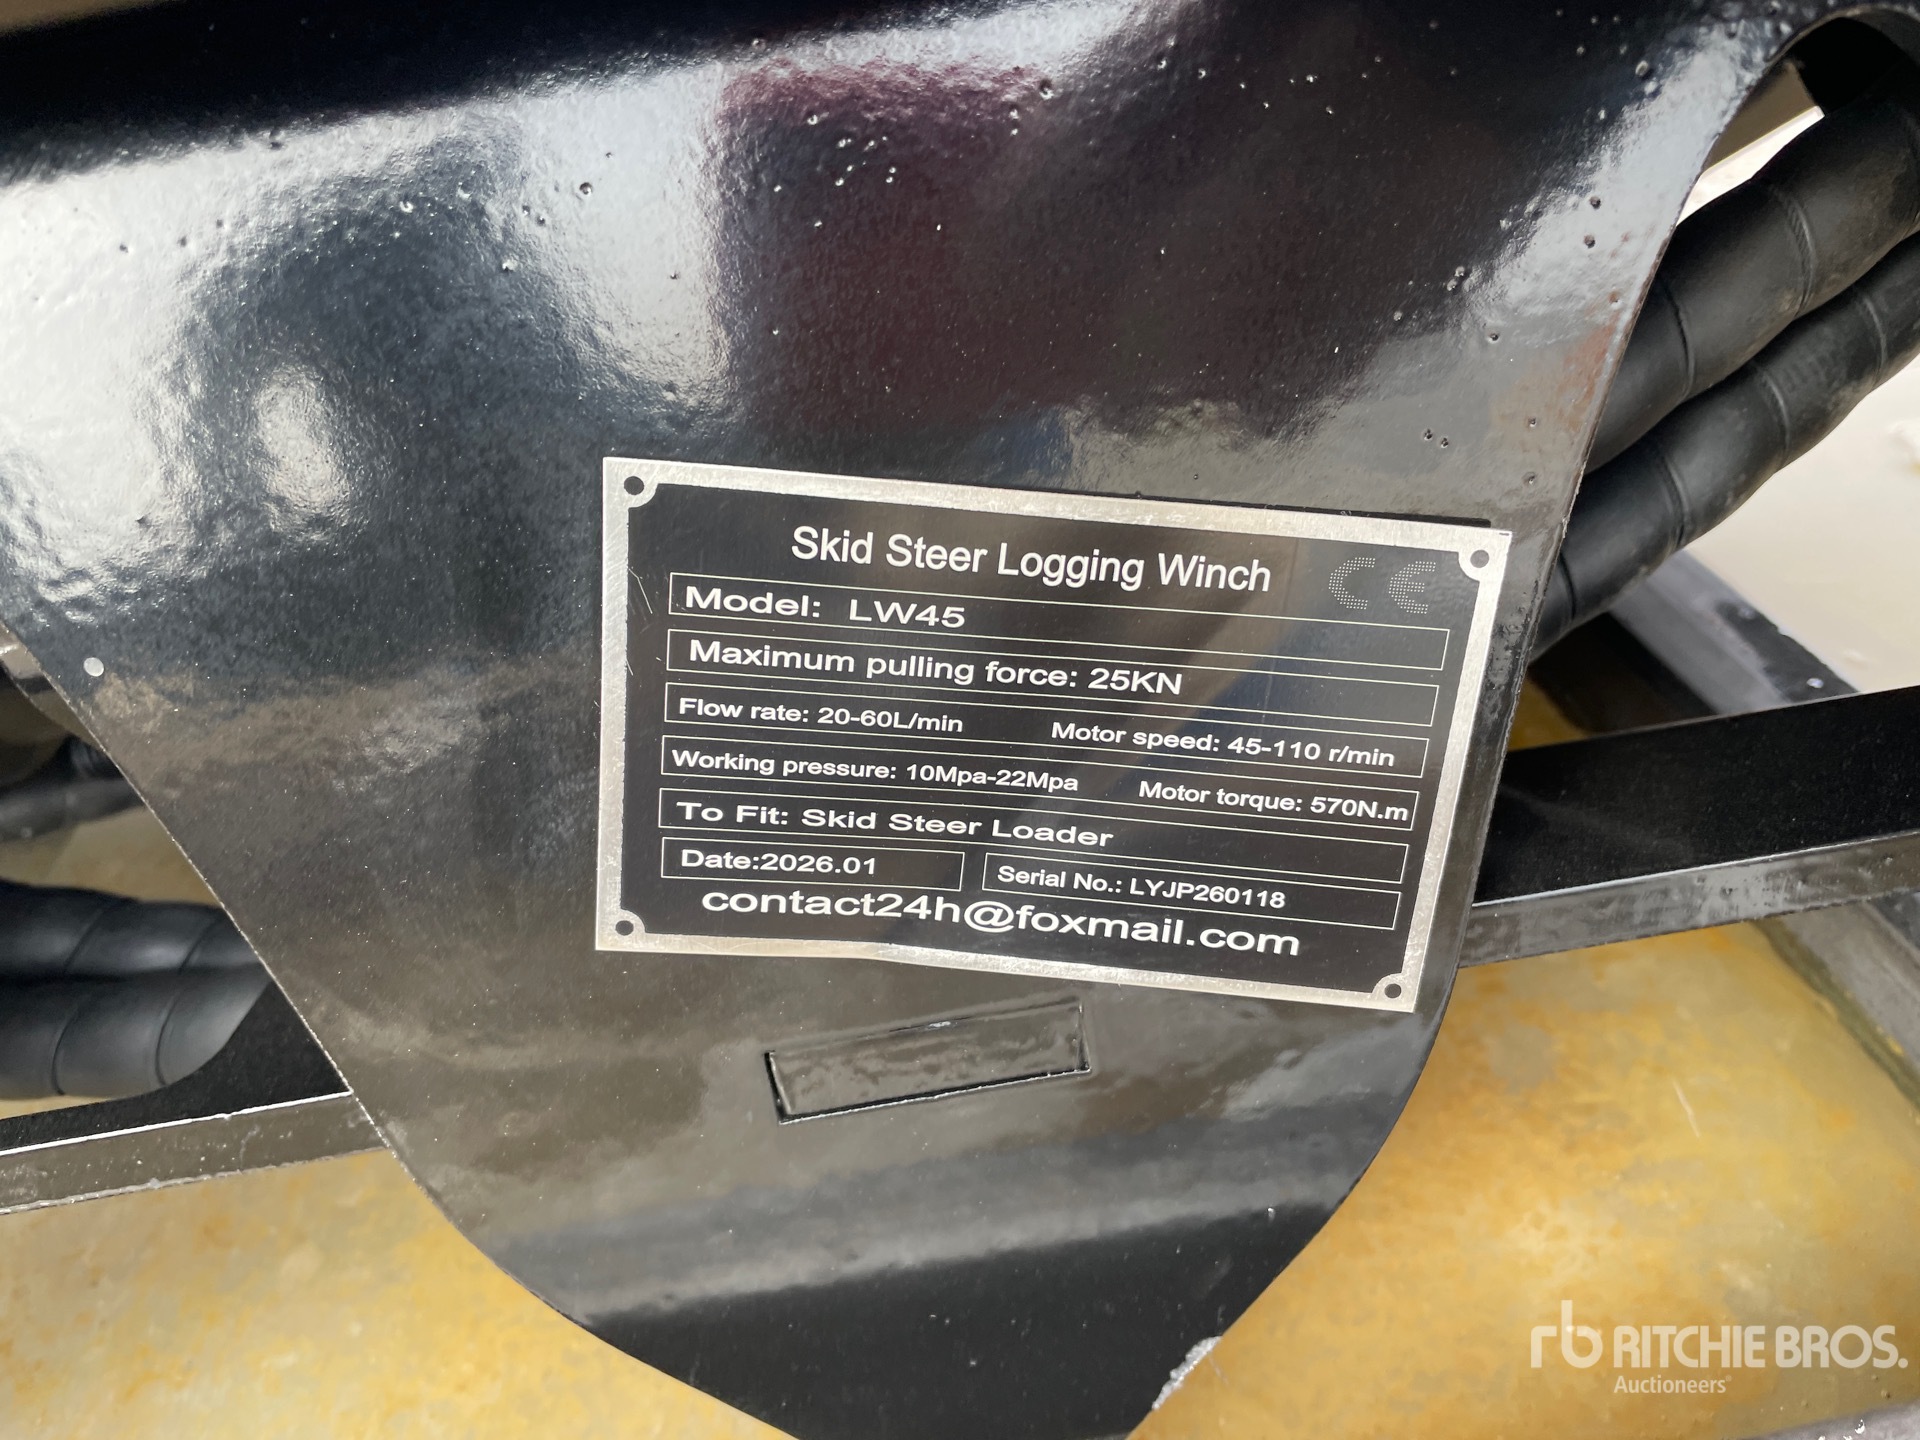 Skid Steer Logging Winch CE
Model: LW45
Maximum pulling force: 25KN
Flow rate: 20-60L/min Motor speed: 45-110 r/min
Working pressure: 10Mpa-22Mpa Motor torque: 570N.m
To Fit: Skid Steer Loader
Date:2026.01 Serial No.: LYJP260118
contact24h@foxmail.com
rb RITCHIE BROS.
Auctioneers